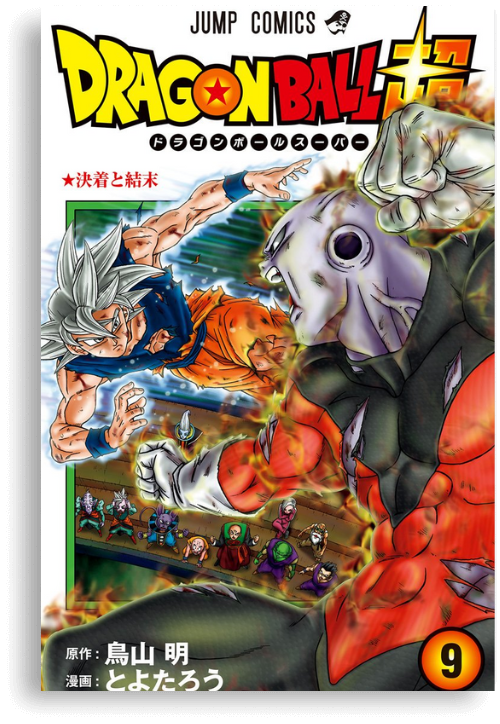 JUMP COMICS
DRAGON BALL超
ドラゴンボールスーパー
★決着と結末
原作：鳥山 明
漫画：とよたろう
9